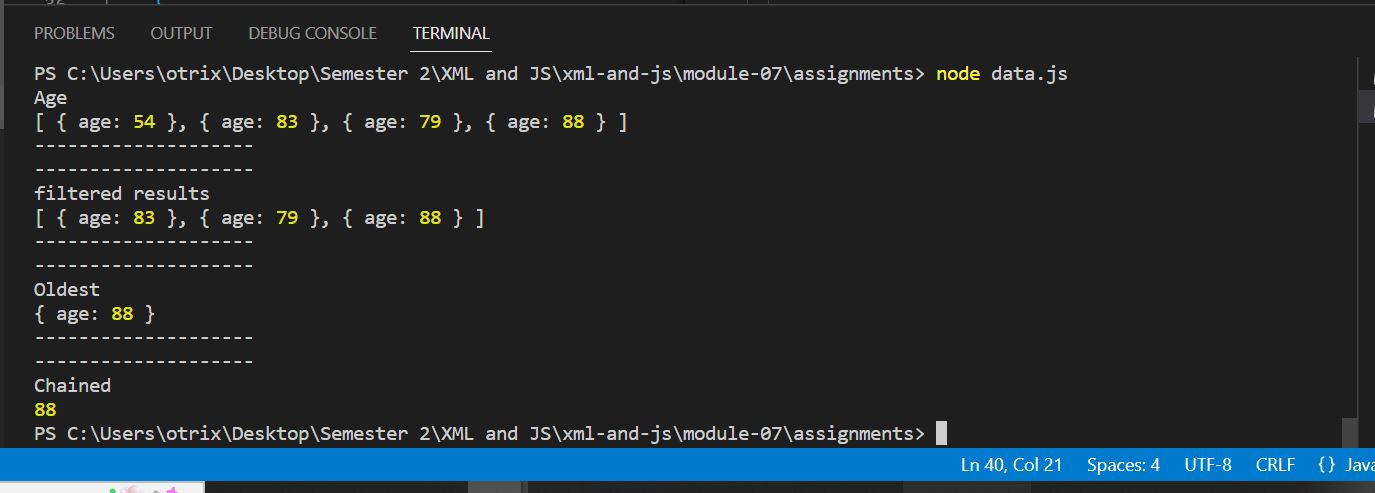 PROBLEMS OUTPUT DEBUG CONSOLE TERMINAL
PS C:\Users\otrix\Desktop\Semester 2\XML and JS\xml-and-js\module-07\assignments> node data.js
Age
[ { age: 54 }, { age: 83 }, { age: 79 }, { age: 88 } ]
--------------------
--------------------
filtered results
[ { age: 83 }, { age: 79 }, { age: 88 } ]
--------------------
--------------------
Oldest
{ age: 88 }
--------------------
--------------------
Chained
88
PS C:\Users\otrix\Desktop\Semester 2\XML and JS\xml-and-js\module-07\assignments>
Ln 40, Col 21 Spaces: 4 UTF-8 CRLF {} Java